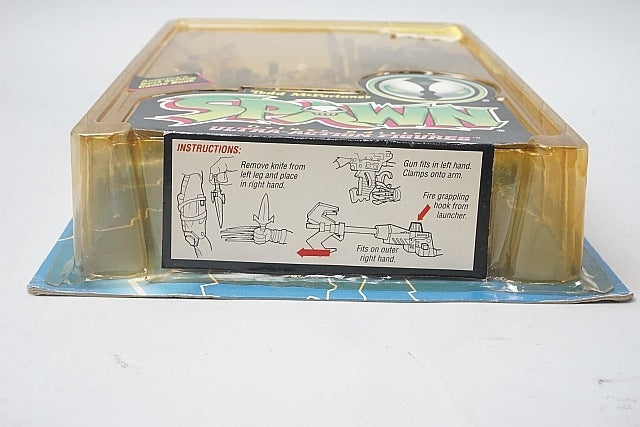 SPAWN
ULTRA-ACTION FIGURES
INSTRUCTIONS:
Remove knife from
left leg and place
in right hand.
Gun fits in left hand.
Clamps onto arm.
Fire grappling
hook from
launcher.
Fits on outer
right hand.